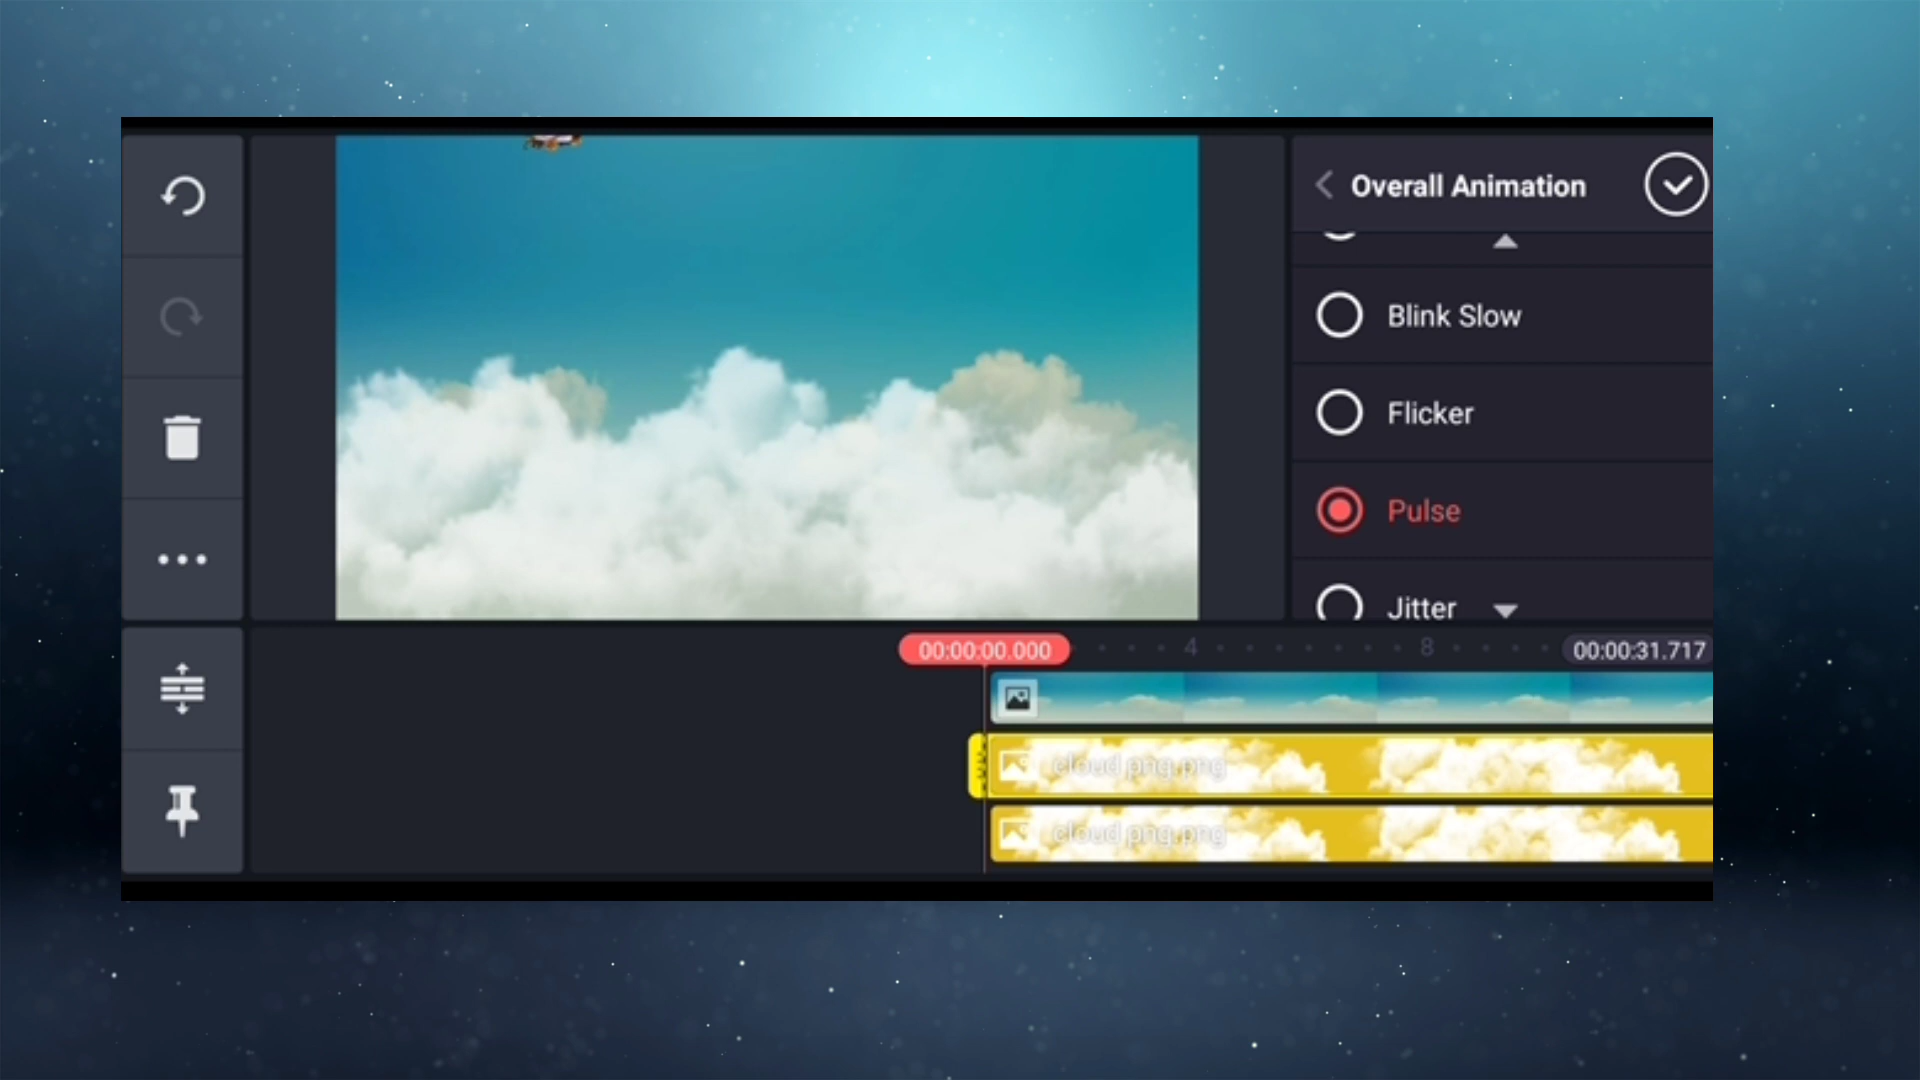 Overall Animation
Blink Slow
Flicker
Pulse
Jitter
00:00:00.000
4
8
00:00:31.717
cloud png.png
cloud png.png